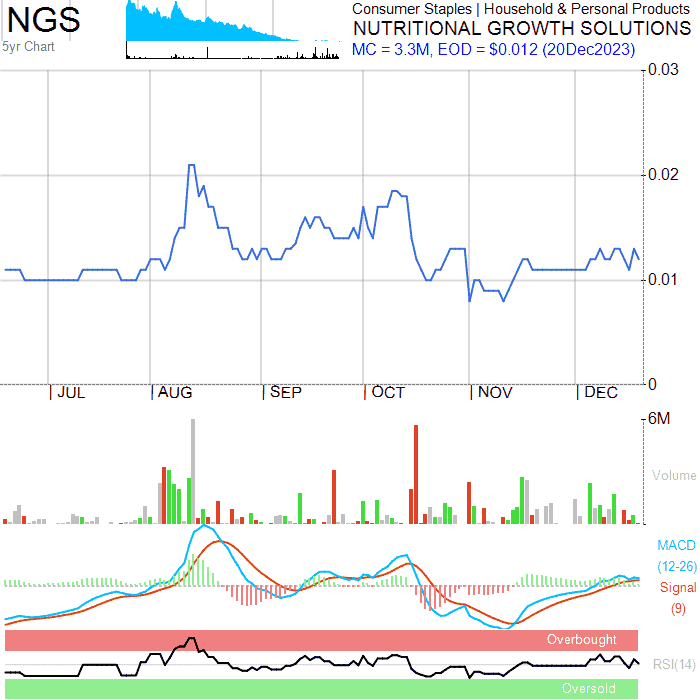 NGS
5yr Chart
Consumer Staples | Household & Personal Products
NUTRITIONAL GROWTH SOLUTIONS
MC = 3.3M, EOD = $0.012 (20Dec2023)
0.03
0.02
0.01
0
JUL AUG SEP OCT NOV DEC
6M
Volume
MACD
(12-26)
Signal
(9)
Overbought
RSI(14)
Oversold